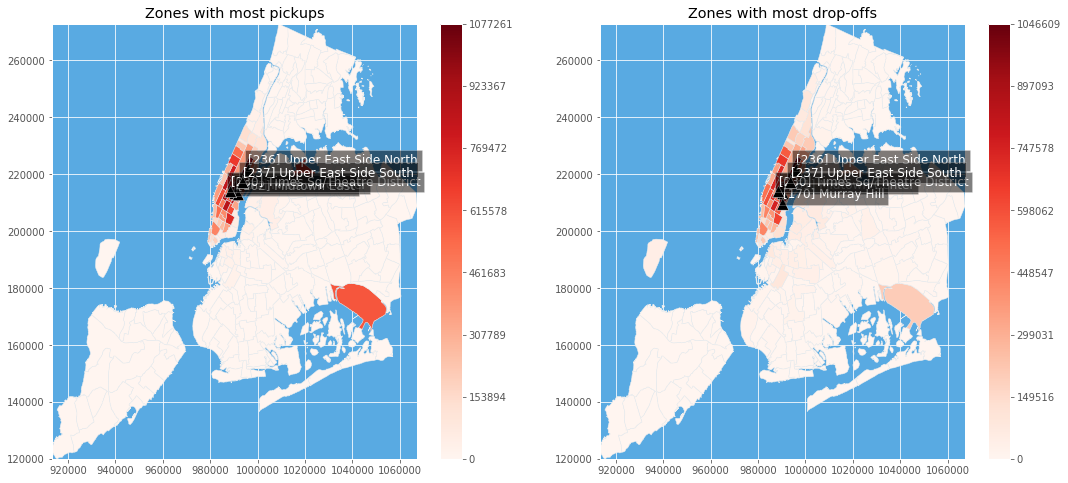 Zones with most pickups
260000
240000
220000
200000
180000
160000
140000
120000
920000 940000 960000 980000 1000000 1020000 1040000 1060000
[236] Upper East Side North
[237] Upper East Side South
Times Sq/Theatre District
1077261
923367
769472
615578
461683
307789
153894
0
Zones with most drop-offs
260000
240000
220000
200000
180000
160000
140000
120000
920000 940000 960000 980000 1000000 1020000 1040000 1060000
[236] Upper East Side North
[237] Upper East Side South
Times Sq/Theatre District
[170] Murray Hill
1046609
897093
747578
598062
448547
299031
149516
0